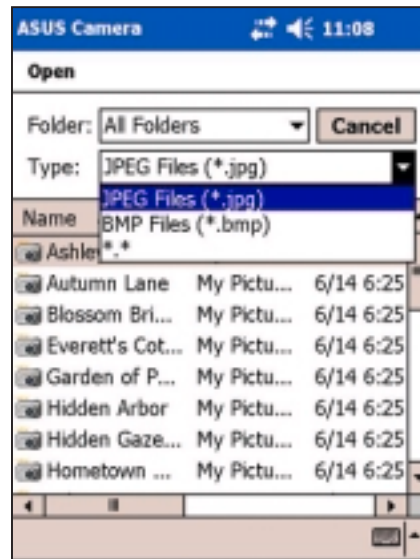 ASUS Camera 11:08
Open
Folder: All Folders Cancel
Type: JPEG Files (*.jpg)
JPEG Files (*.jpg)
Name BMP Files (*.bmp)
Ashley *.*
Autumn Lane My Pictu... 6/14 6:25
Blossom Bri... My Pictu... 6/14 6:25
Everett's Cot... My Pictu... 6/14 6:25
Garden of P... My Pictu... 6/14 6:25
Hidden Arbor My Pictu... 6/14 6:25
Hidden Gaze... My Pictu... 6/14 6:25
Hometown ... My Pictu... 6/14 6:25